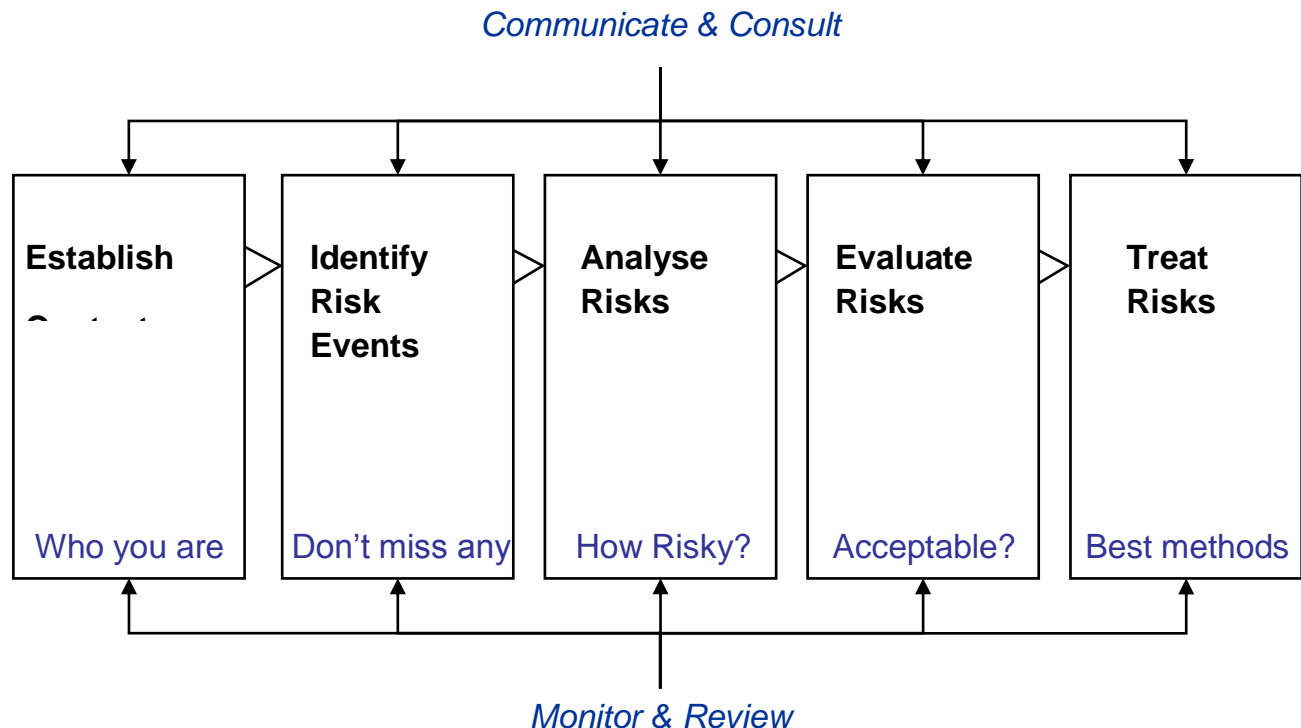 Communicate & Consult
Establish
Identify
Risk
Events
Analyse
Risks
Evaluate
Risks
Treat
Risks
Who you are
Don’t miss any
How Risky?
Acceptable?
Best methods
Monitor & Review